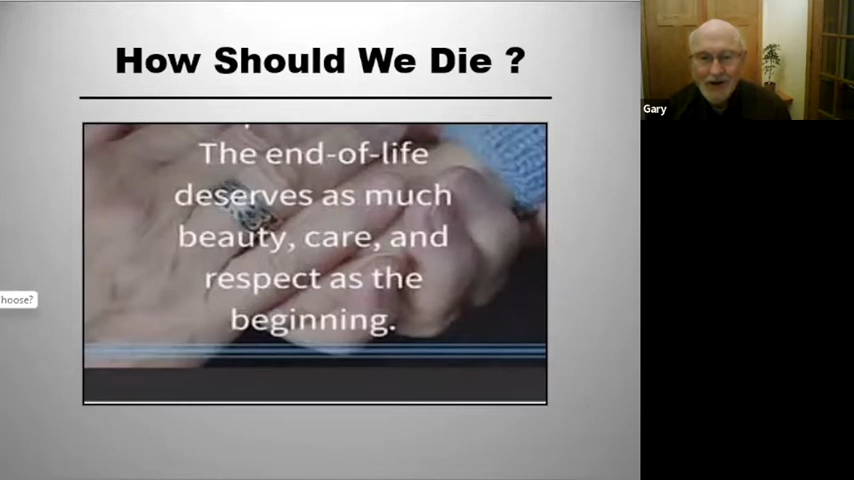 How Should We Die ?
The end-of-life
deserves as much
beauty, care, and
respect as the
beginning.
hoose?
Gary